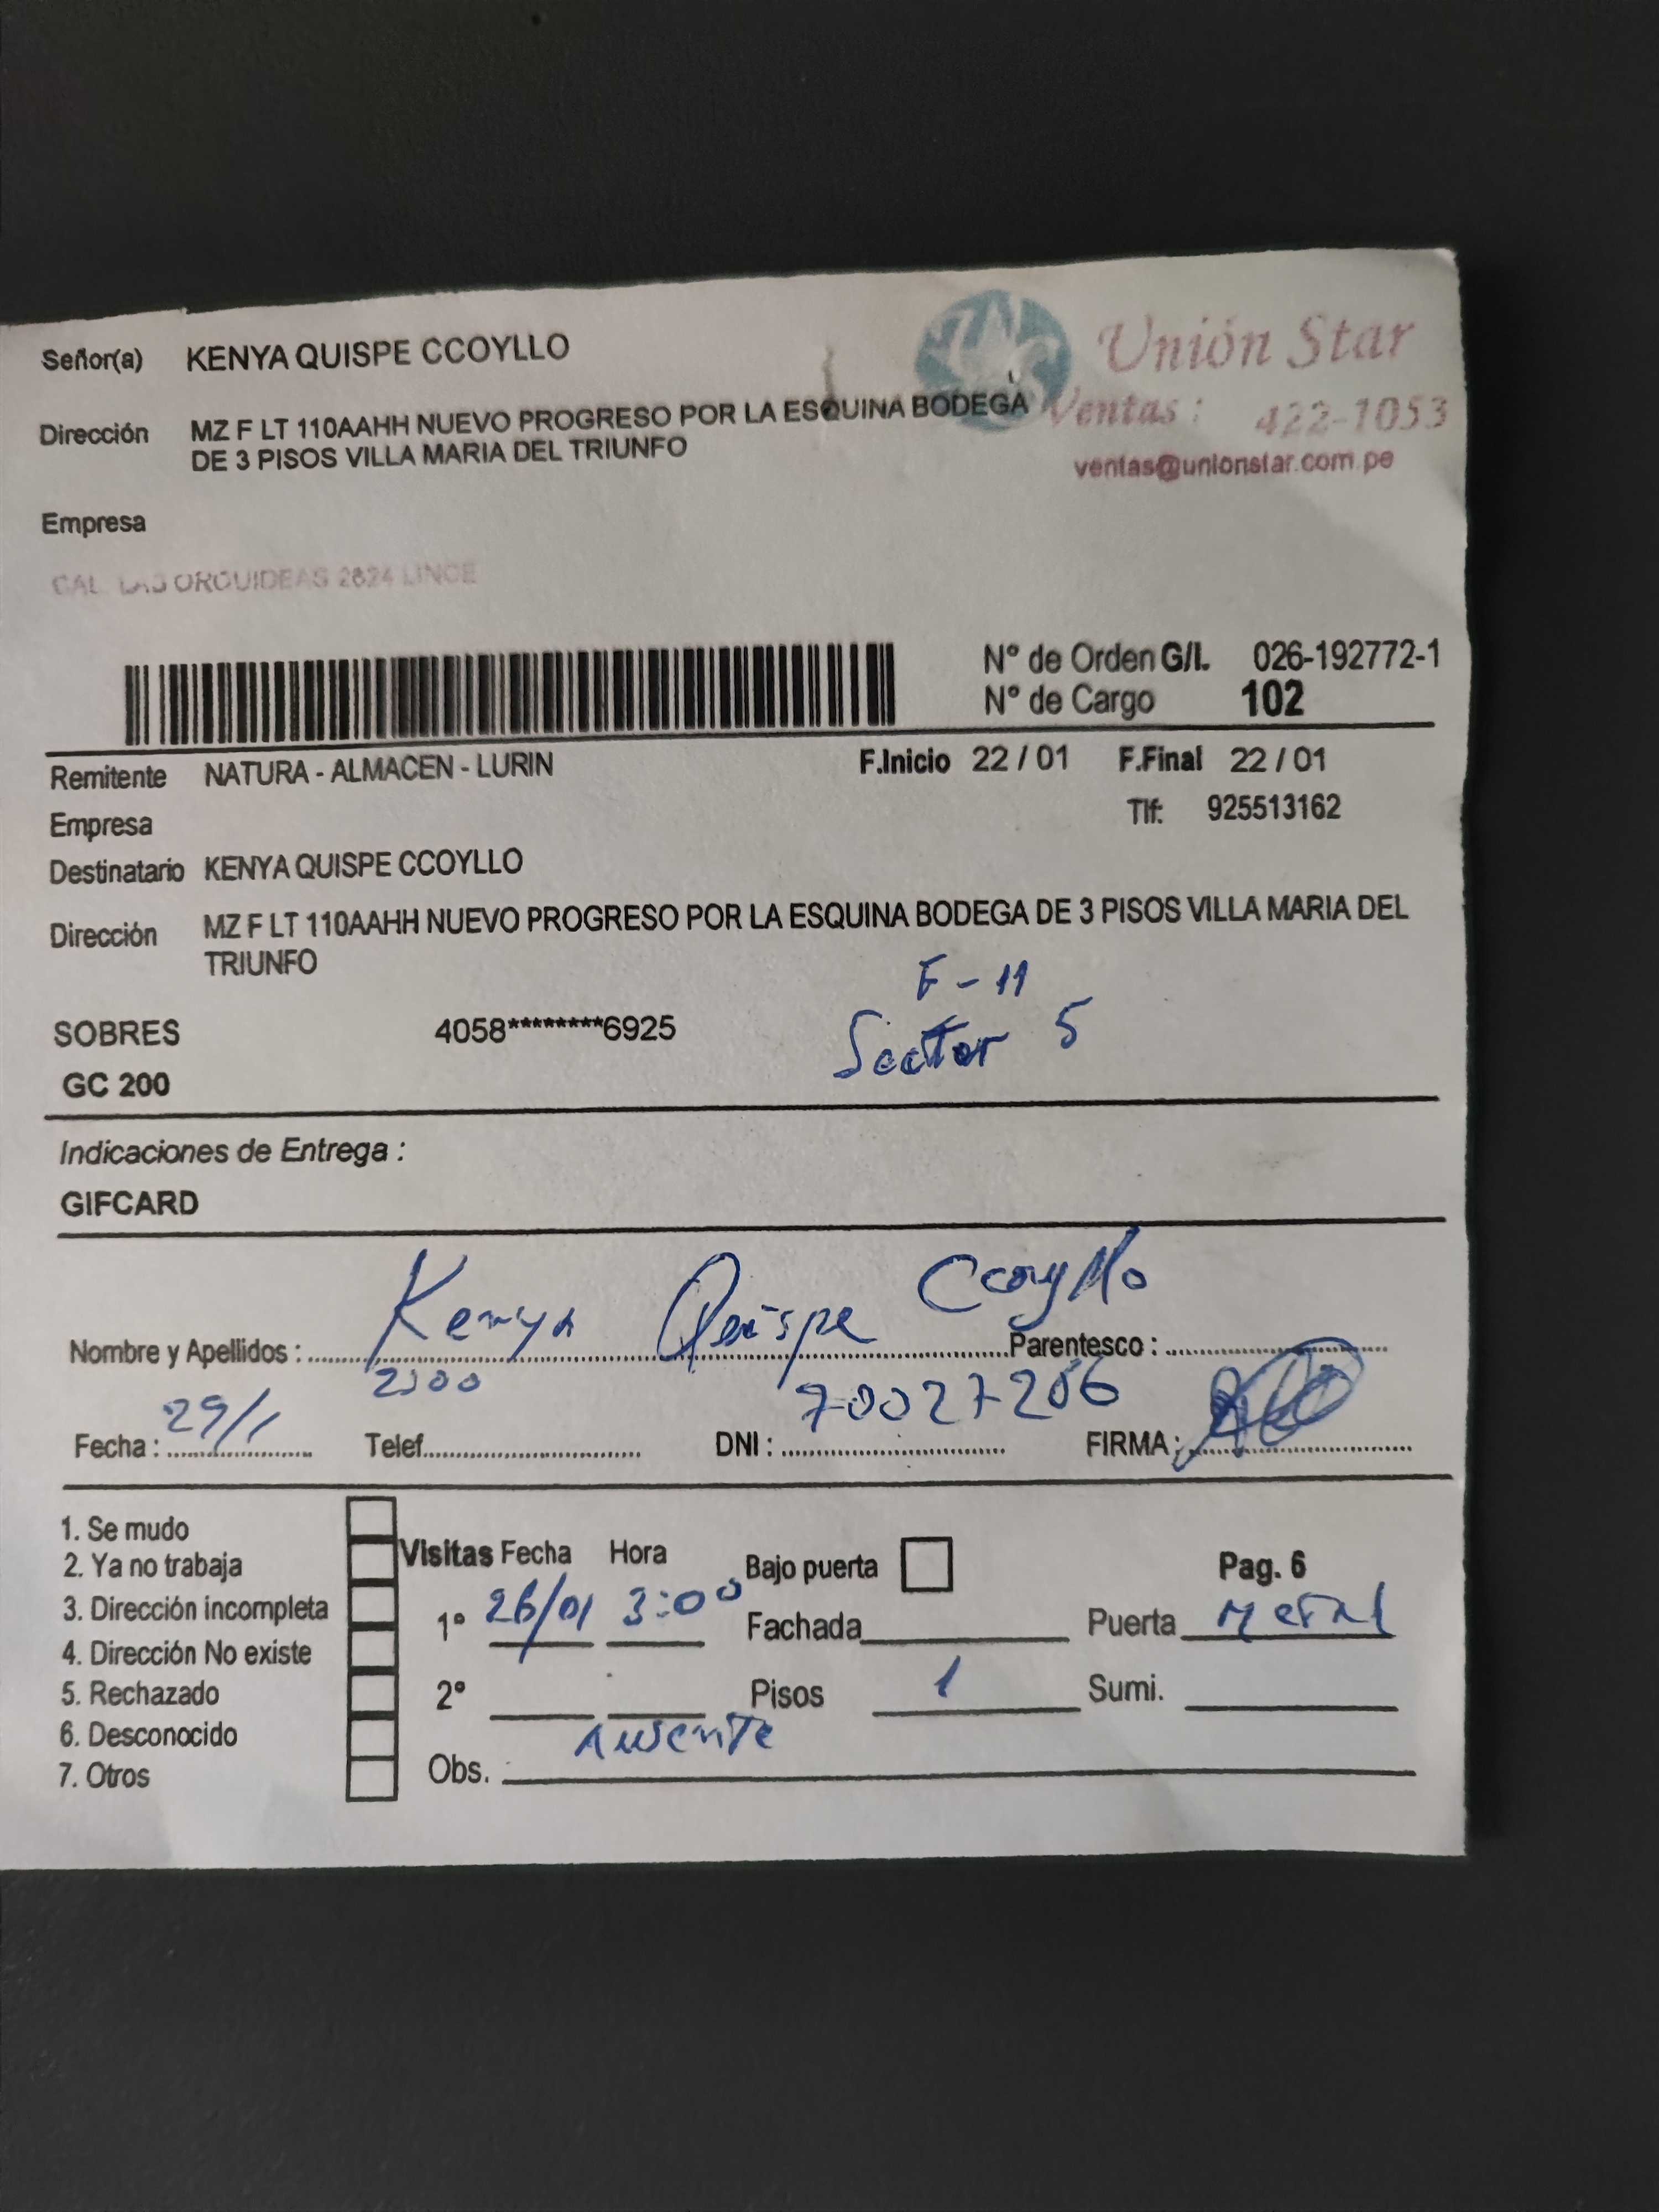 Señor(a) KENYA QUISPE CCOYLLO
Unión Star
Dirección MZ F LT 110AAHH NUEVO PROGRESO POR LA ESQUINA BODEGA
DE 3 PISOS VILLA MARIA DEL TRIUNFO
Ventas : 422-1053
ventas@unionstar.com.pe
Empresa
CAL. LAS ORQUIDEAS 2624 LINCE
N° de Orden G/I. 026-192772-1
N° de Cargo 102
Remitente NATURA - ALMACEN - LURIN F.Inicio 22 / 01 F.Final 22 / 01
Empresa Tlf: 925513162
Destinatario KENYA QUISPE CCOYLLO
Dirección MZ F LT 110AAHH NUEVO PROGRESO POR LA ESQUINA BODEGA DE 3 PISOS VILLA MARIA DEL
TRIUNFO
F - 11
SOBRES 4058********6925 Sector 5
GC 200
Indicaciones de Entrega :
GIFCARD
Nombre y Apellidos : Kenya Quispe Ccoyllo Parentesco :
Fecha : 29/1 Telef. DNI : 70027206 FIRMA :
1. Se mudo
2. Ya no trabaja
3. Dirección incompleta
4. Dirección No existe
5. Rechazado
6. Desconocido
7. Otros
Visitas Fecha Hora Bajo puerta Pag. 6
1° 26/01 3:00 Fachada Puerta Metal
2° Pisos 1 Sumi.
Ausente
Obs.